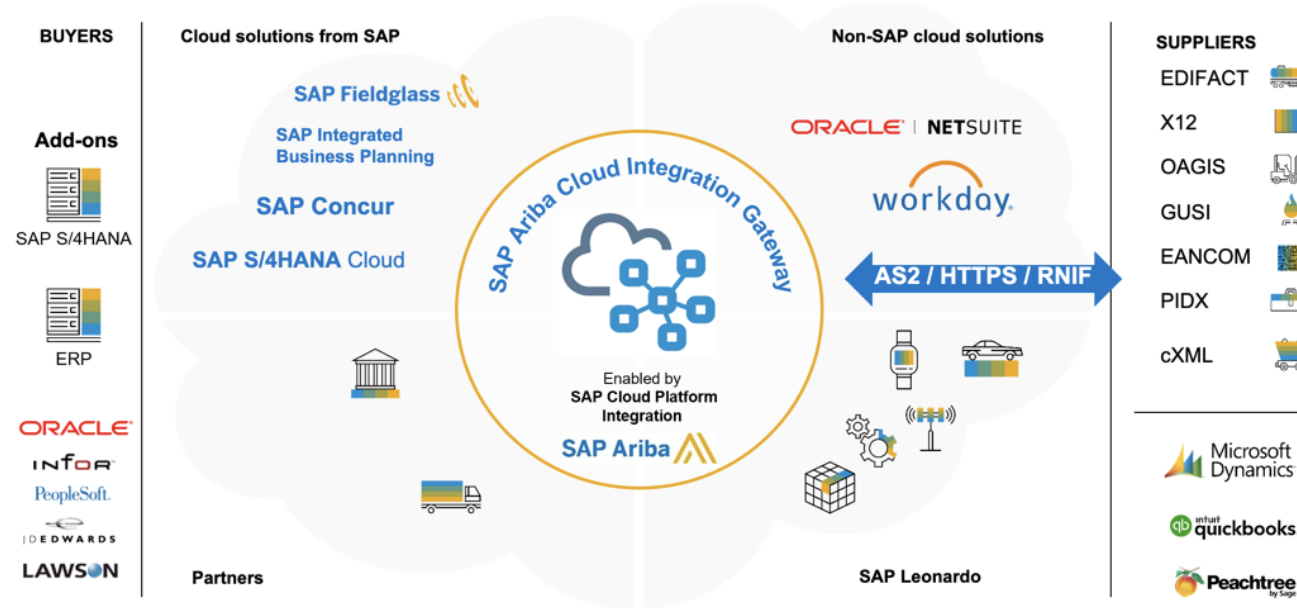 BUYERS
Add-ons
SAP S/4HANA
ERP
ORACLE
infor
PeopleSoft.
JDEDWARDS
LAWSON
Cloud solutions from SAP
SAP Fieldglass
SAP Integrated
Business Planning
SAP Concur
SAP S/4HANA Cloud
Partners
SAP Ariba Cloud Integration Gateway
Enabled by
SAP Cloud Platform
Integration
SAP Ariba
Non-SAP cloud solutions
ORACLE | NETSUITE
workday.
AS2 / HTTPS / RNIF
SAP Leonardo
SUPPLIERS
EDIFACT
X12
OAGIS
GUSI
EANCOM
PIDX
cXML
Microsoft
Dynamics
qb
intuit
quickbooks
Peachtree
by Sage